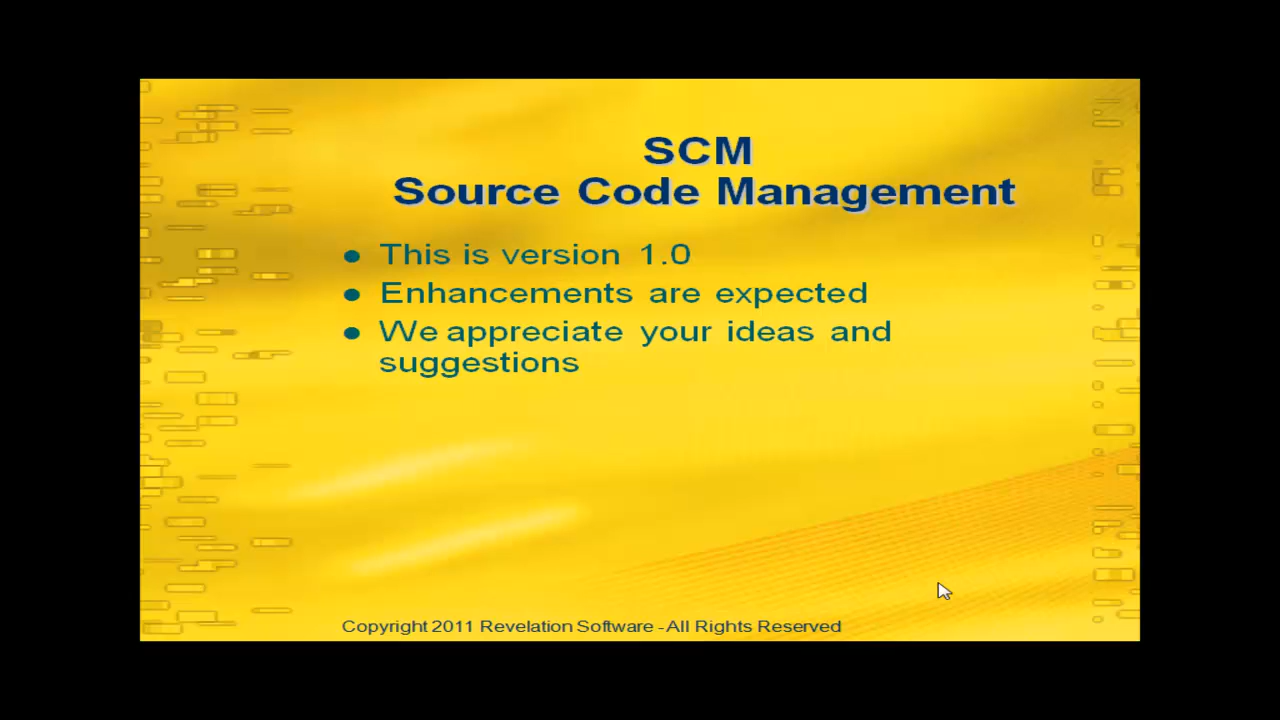 SCM
Source Code Management
● This is version 1.0
● Enhancements are expected
● We appreciate your ideas and
suggestions
Copyright 2011 Revelation Software - All Rights Reserved